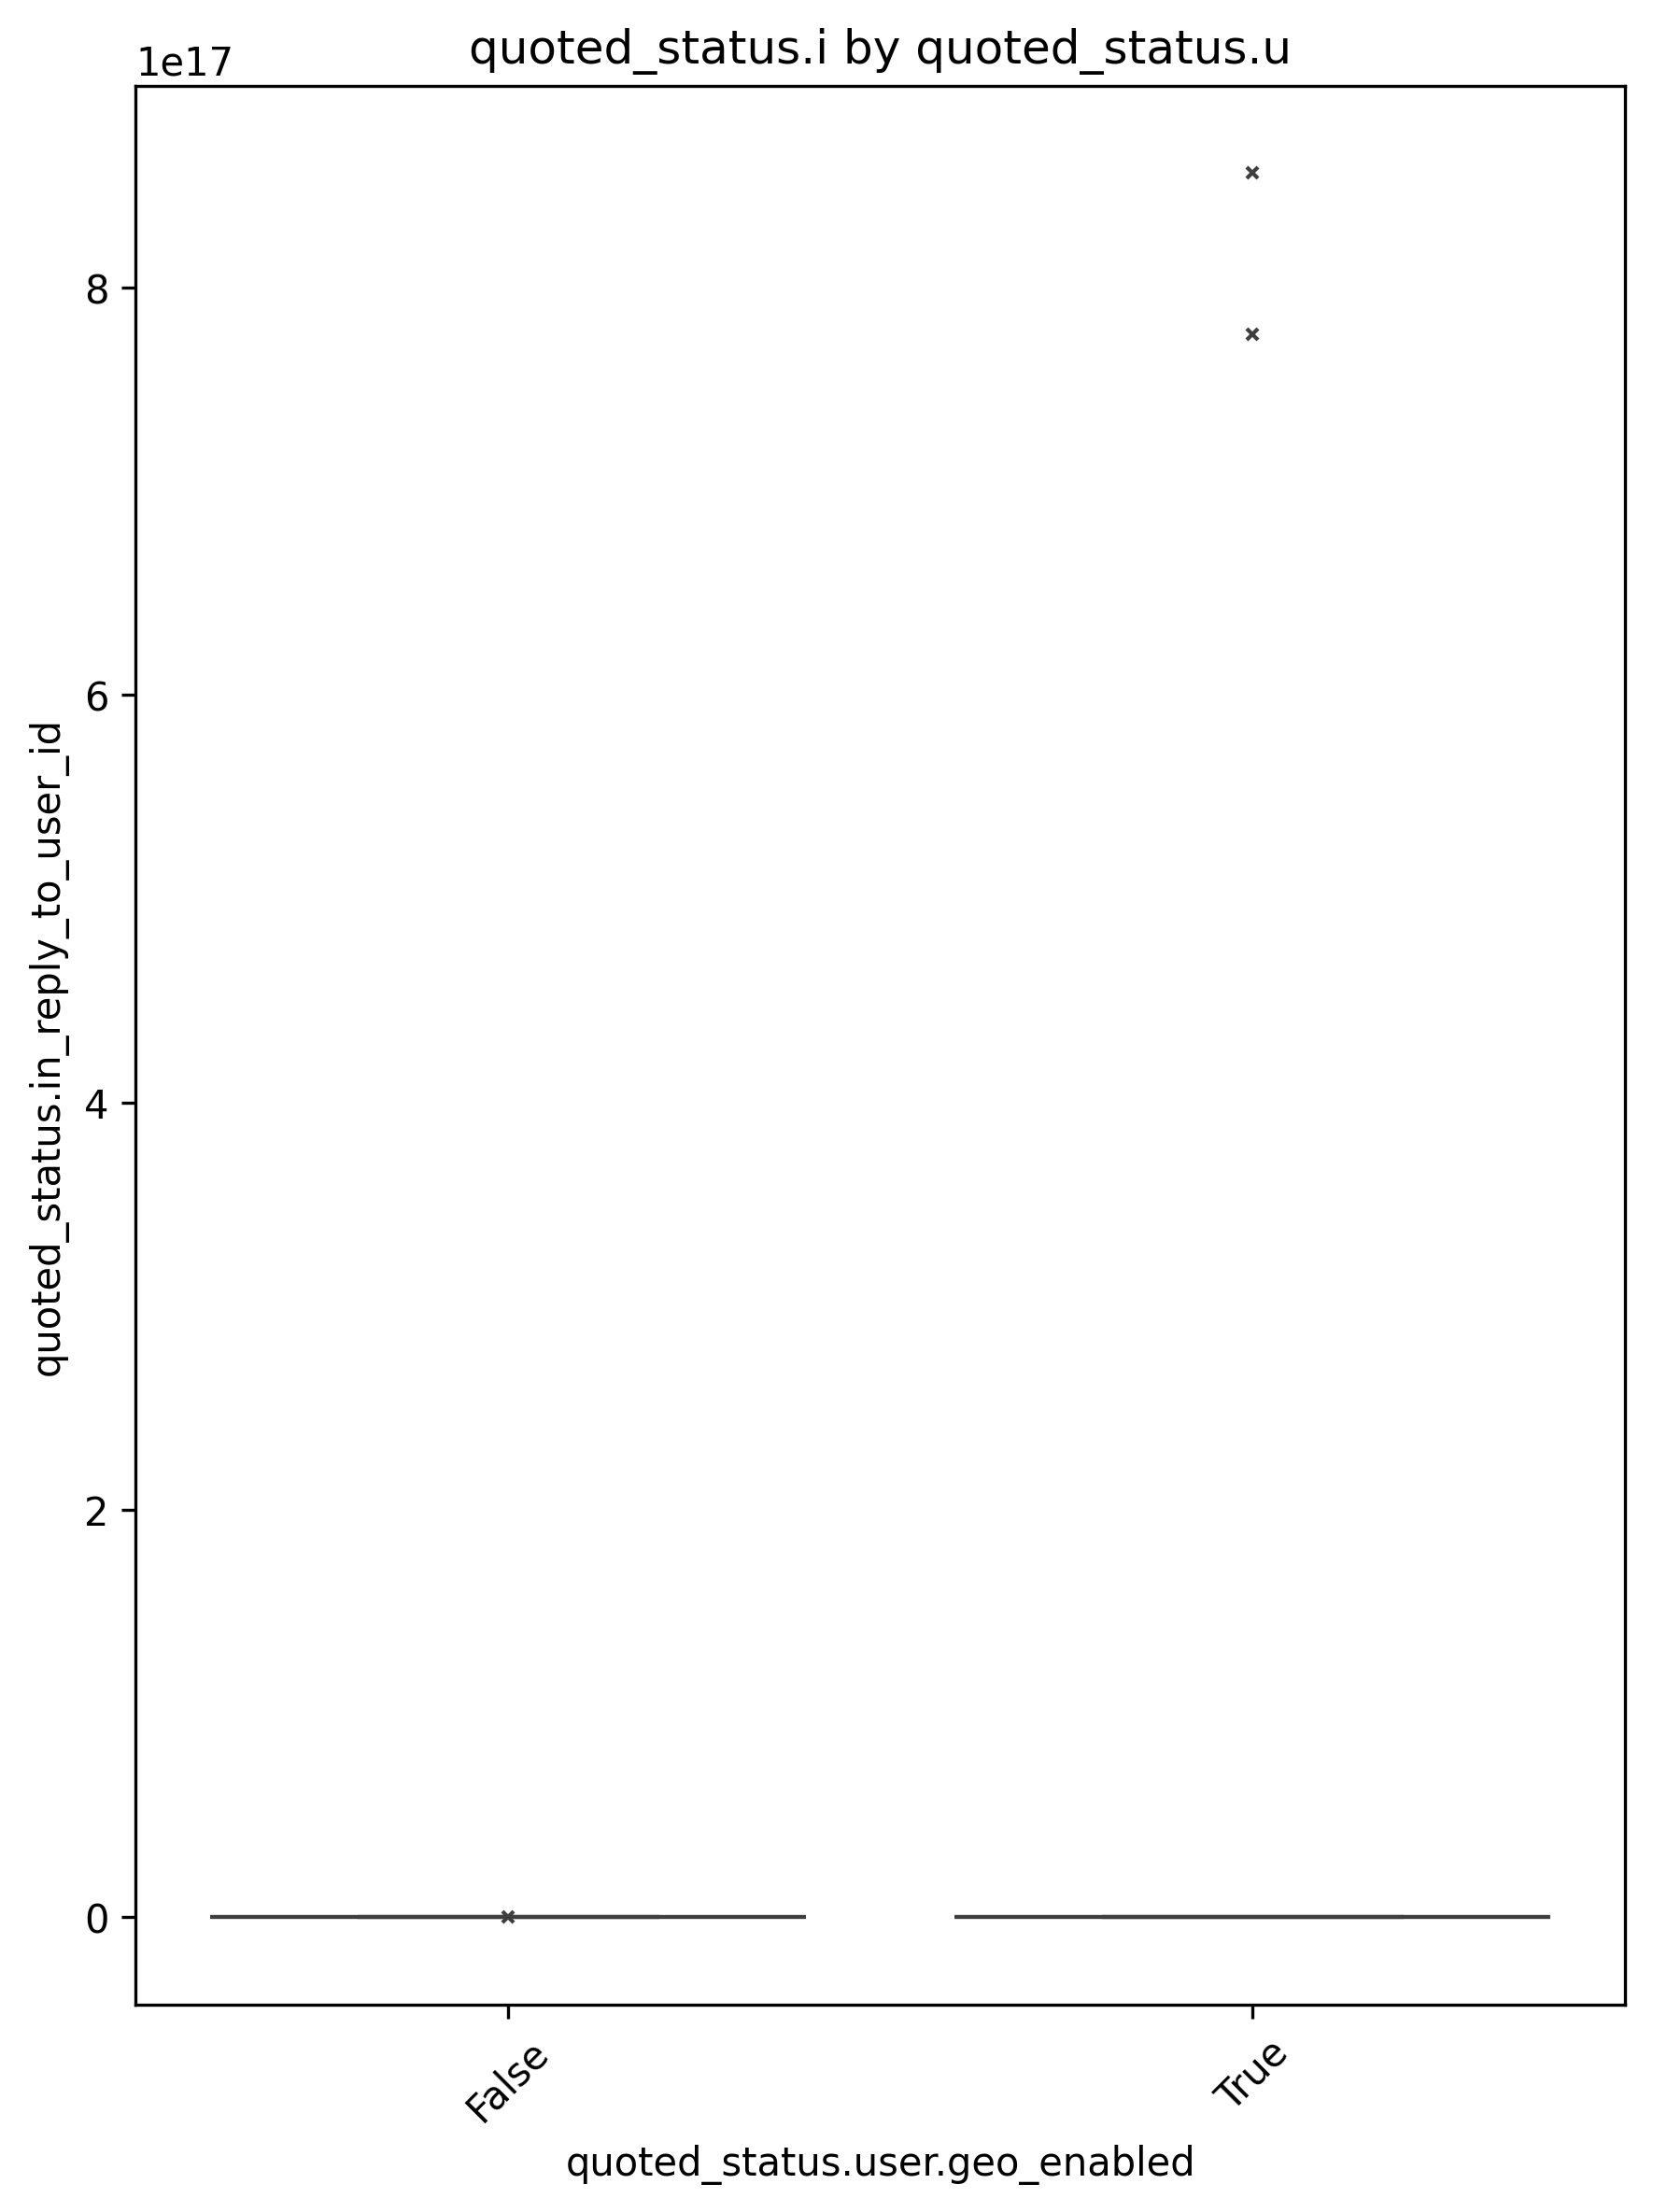 quoted_status.i by quoted_status.u
1e17
8
6
4
2
0
quoted_status.in_reply_to_user_id
False
True
quoted_status.user.geo_enabled